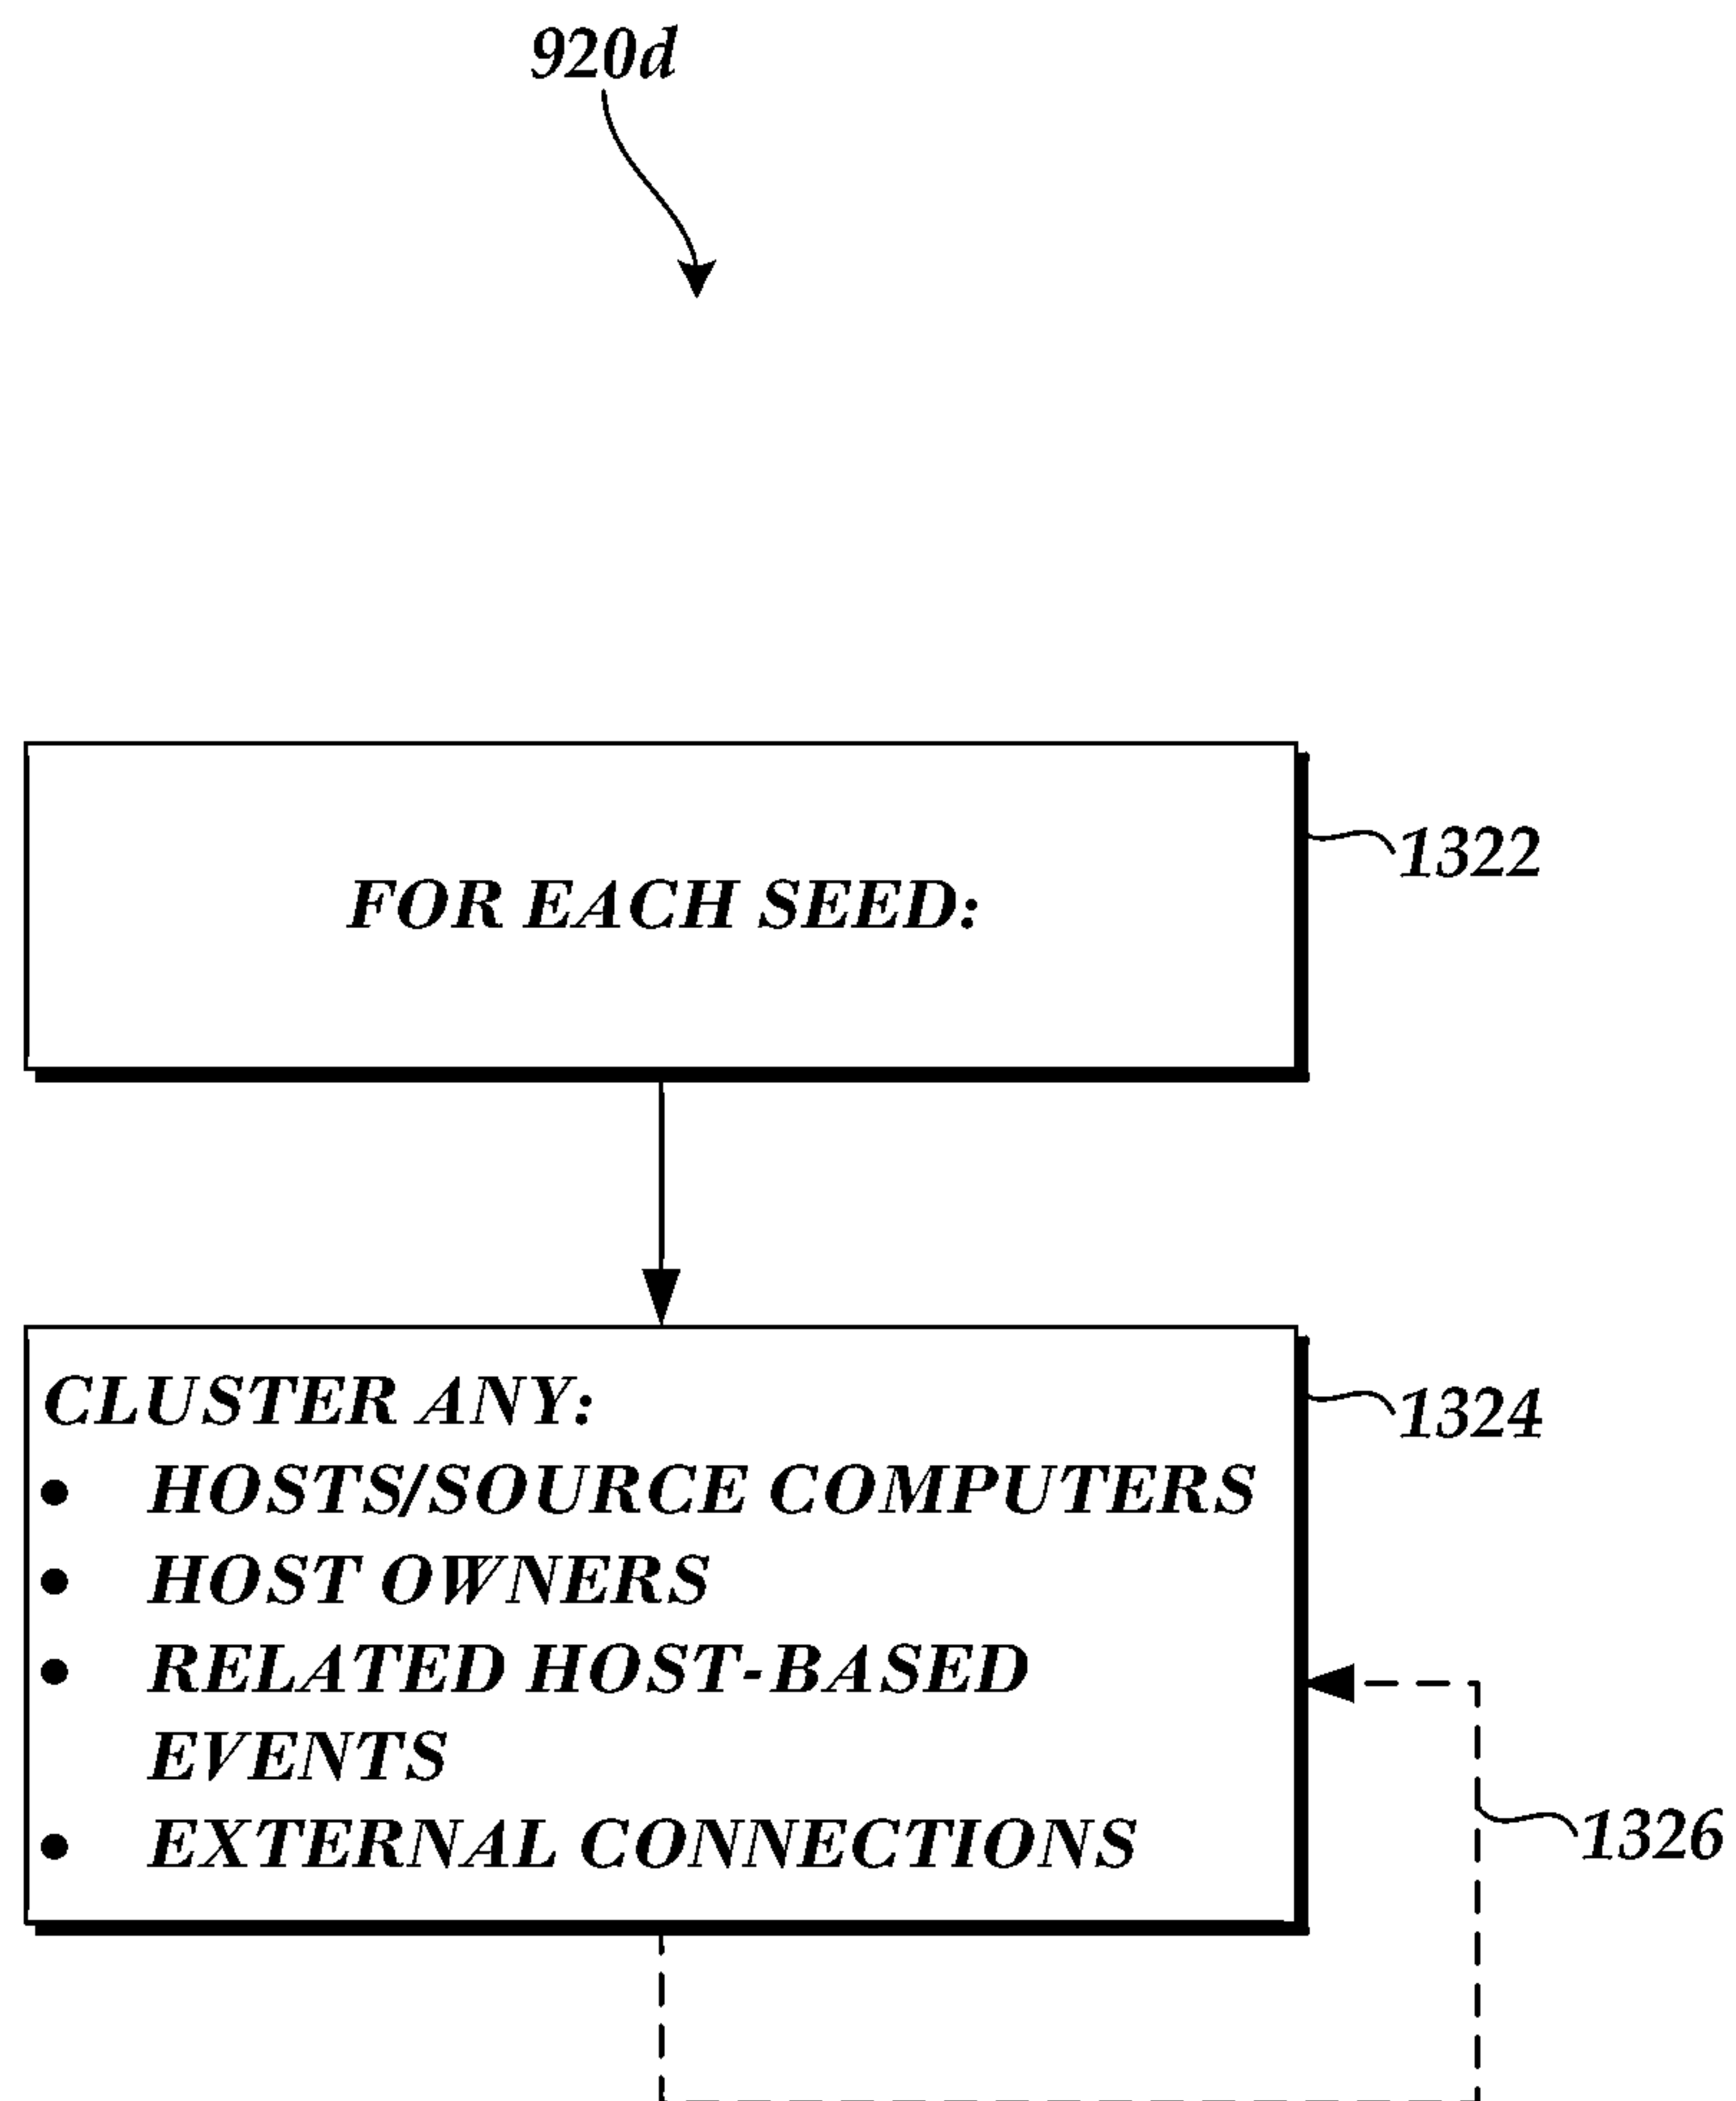 920d
FOR EACH SEED:
1322
CLUSTER ANY:
1324
• HOSTS/SOURCE COMPUTERS
• HOST OWNERS
• RELATED HOST-BASED
EVENTS
• EXTERNAL CONNECTIONS
1326